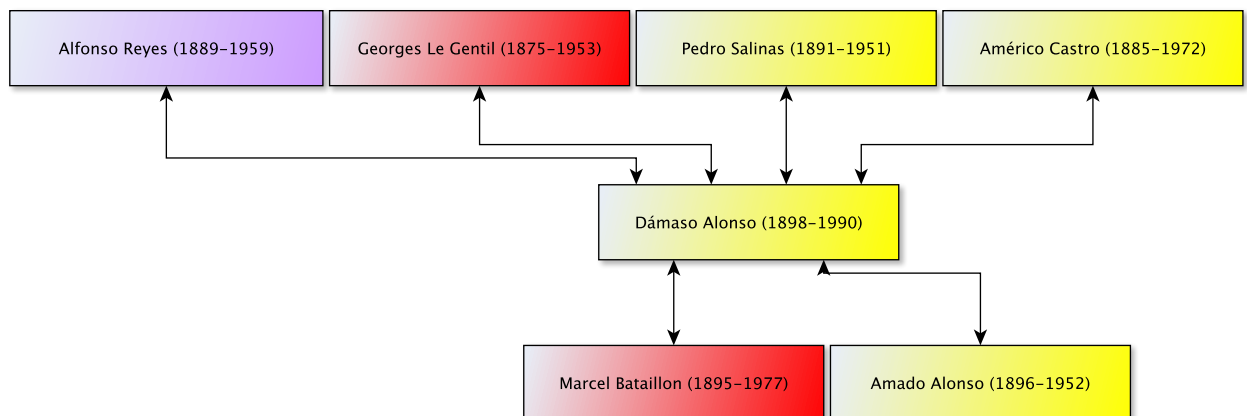 Alfonso Reyes (1889-1959)
Georges Le Gentil (1875-1953)
Pedro Salinas (1891-1951)
Américo Castro (1885-1972)
Dámaso Alonso (1898-1990)
Marcel Bataillon (1895-1977)
Amado Alonso (1896-1952)